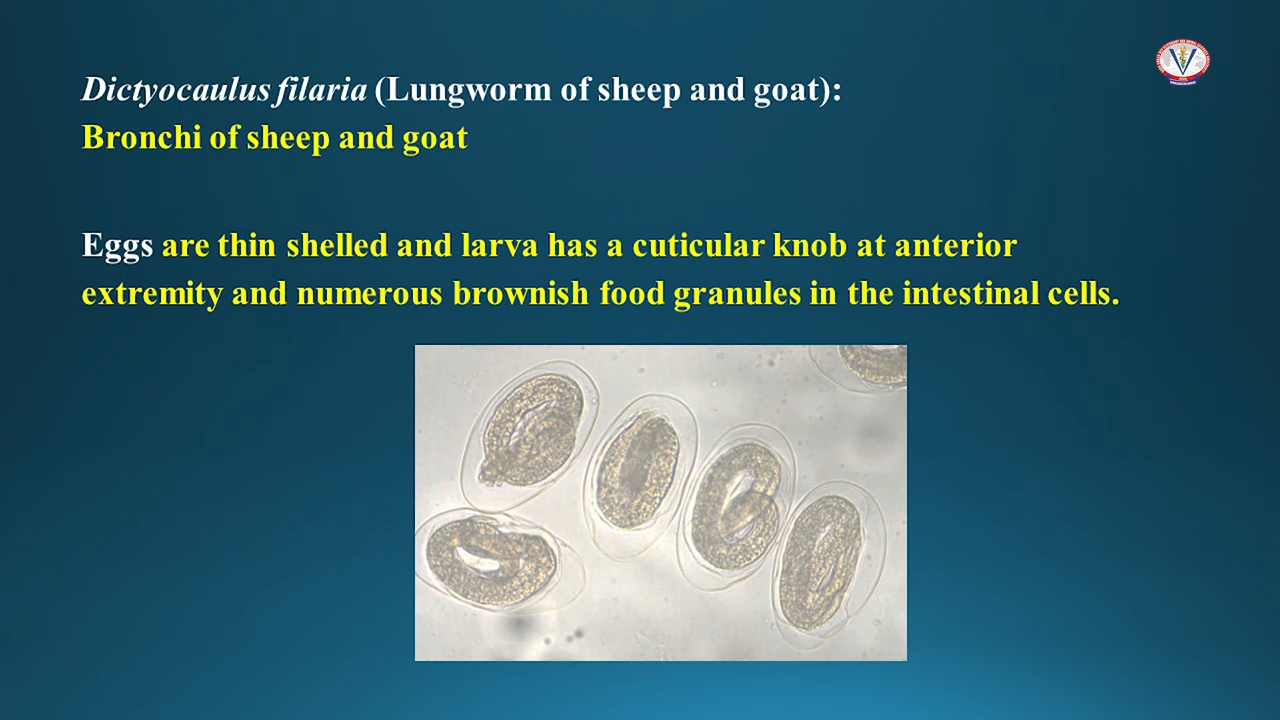 Dictyocaulus filaria (Lungworm of sheep and goat):
Bronchi of sheep and goat
Eggs are thin shelled and larva has a cuticular knob at anterior
extremity and numerous brownish food granules in the intestinal cells.